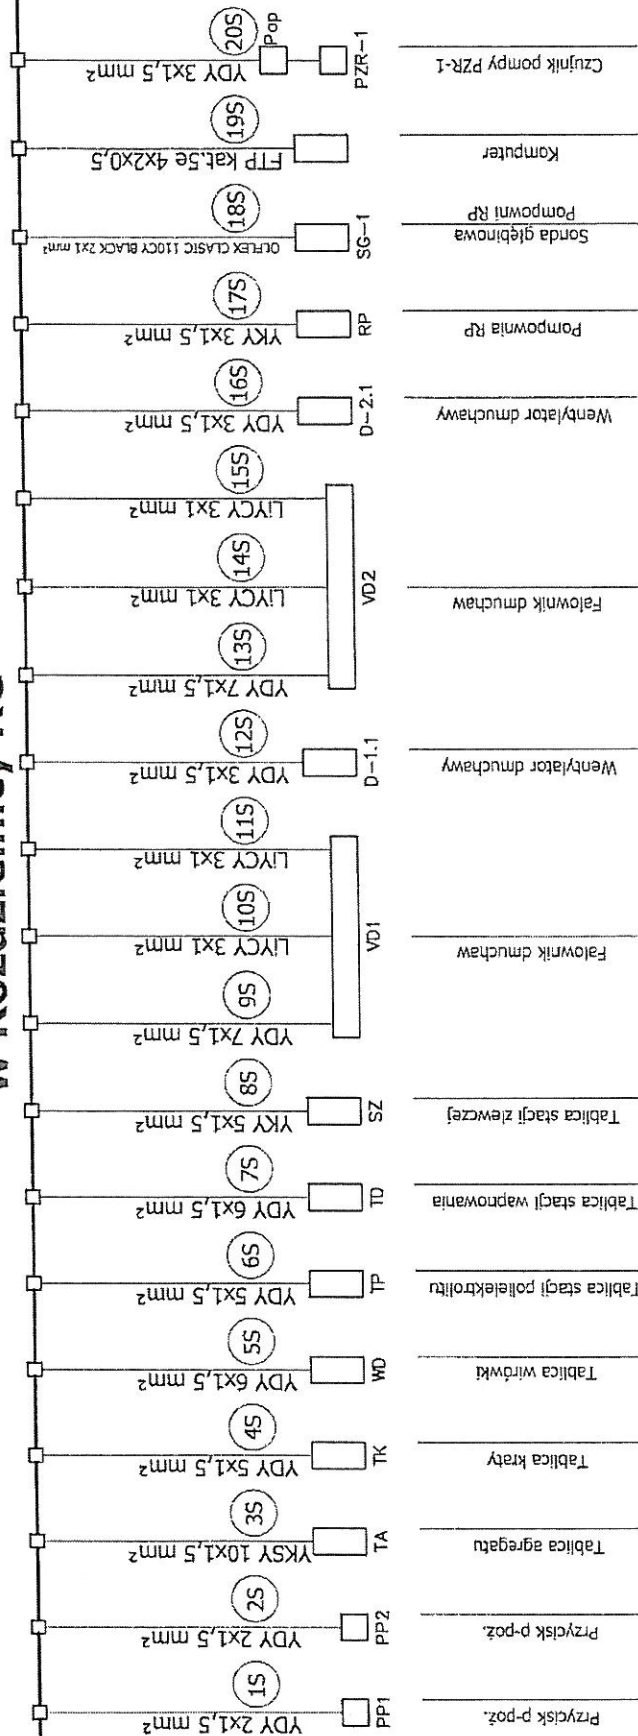 1S
YDY 2x1,5 mm²
PP1
Przycisk p-poż.
2S
YDY 2x1,5 mm²
PP2
Przycisk p-poż.
3S
YKSY 10x1,5 mm²
TA
Tablica agregatu
4S
YDY 5x1,5 mm²
TK
Tablica kraty
5S
YDY 6x1,5 mm²
WD
Tablica wirówki
6S
YDY 5x1,5 mm²
TP
Tablica stacji polielektrolitu
7S
YDY 6x1,5 mm²
TD
Tablica stacji wapnowania
8S
YKY 5x1,5 mm²
SZ
Tablica stacji zlewczej
9S
YDY 7x1,5 mm²
10S
LiYCY 3x1 mm²
11S
LiYCY 3x1 mm²
VD1
Falownik dmuchaw
12S
YDY 3x1,5 mm²
D-1.1
Wentylator dmuchawy
13S
YDY 7x1,5 mm²
14S
LiYCY 3x1 mm²
15S
LiYCY 3x1 mm²
VD2
Falownik dmuchaw
16S
YDY 3x1,5 mm²
D-2.1
Wentylator dmuchawy
17S
YKY 3x1,5 mm²
RP
Pompownia RP
18S
OLFLEX CLASIC 110CY BLACK 2x1 mm²
SG-1
Sonda głębinowa
Pompowni RP
19S
FTP kat.5e 4x2x0,5
Komputer
20S
YDY 3x1,5 mm²
Pop
PZR-1
Czujnik pompy PZR-1